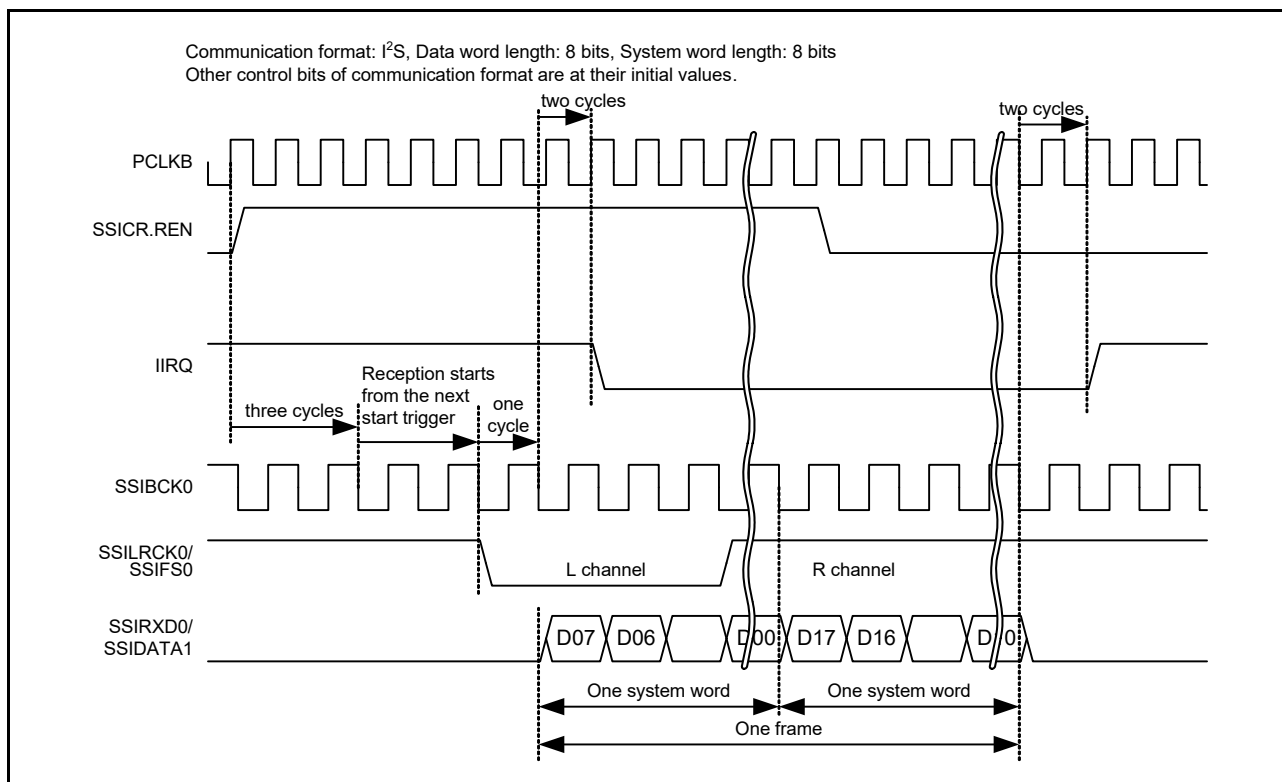 Communication format: I²S, Data word length: 8 bits, System word length: 8 bits
Other control bits of communication format are at their initial values.
two cycles
two cycles
PCLKB
SSICR.REN
IIRQ
Reception starts
from the next
start trigger
one
cycle
three cycles
SSIBCK0
SSILRCK0/
SSIFS0
L channel
R channel
SSIRXD0/
SSIDATA1
D07
D06
D00
D17
D16
One system word
One system word
One frame